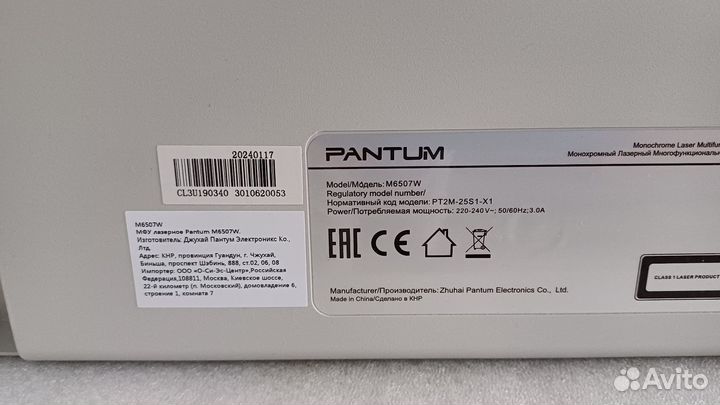 20240117
CL3U190340 3010620053
M6507W
МФУ лазерное Pantum M6507W.
Изготовитель: Джухай Пантум Электроникс Ко.,
Лтд.
Адрес: КНР, провинция Гуандун, г. Чжухай,
Биньша, проспект Шэбинь, 888, ст.02, 06, 08
Импортер: ООО «О-Си-Эс-Центр»,Российская
Федерация,108811, Москва, Киевское шоссе,
22-й километр (п. Московский), домовладение 6,
строение 1, комната 7
PANTUM
Monochrome Laser Multifun
Монохромный Лазерный Многофункциональн
Model/Модель: M6507W
Regulatory model number/
Нормативный код модели: PT2M-25S1-X1
Power/Потребляемая мощность: 220-240V~; 50/60Hz; 3.0A
EAC CE
CLASS 1 LASER PRODUCT
Manufacturer/Производитель: Zhuhai Pantum Electronics Co., Ltd.
Made in China/Сделано в КНР
Avito